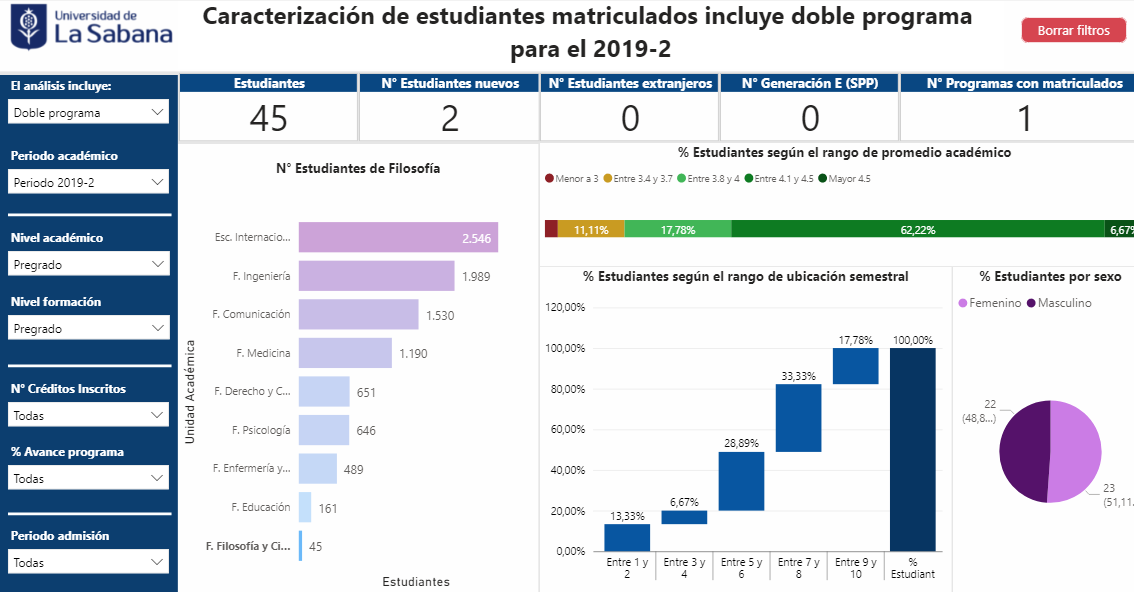 Universidad de
La Sabana
Caracterización de estudiantes matriculados incluye doble programa
para el 2019-2
Borrar filtros
El análisis incluye:
Doble programa
Periodo académico
Periodo 2019-2
Nivel académico
Pregrado
Nivel formación
Pregrado
N° Créditos Inscritos
Todas
% Avance programa
Todas
Periodo admisión
Todas
Estudiantes
45
N° Estudiantes nuevos
2
N° Estudiantes extranjeros
0
N° Generación E (SPP)
0
N° Programas con matriculados
1
N° Estudiantes de Filosofía
Unidad Académica
Esc. Internacio... 2.546
F. Ingeniería 1.989
F. Comunicación 1.530
F. Medicina 1.190
F. Derecho y C... 651
F. Psicología 646
F. Enfermería y... 489
F. Educación 161
F. Filosofía y Ci... 45
Estudiantes
% Estudiantes según el rango de promedio académico
Menor a 3 Entre 3.4 y 3.7 Entre 3.8 y 4 Entre 4.1 y 4.5 Mayor 4.5
11,11% 17,78% 62,22% 6,67%
% Estudiantes según el rango de ubicación semestral
120,00%
100,00%
80,00%
60,00%
40,00%
20,00%
0,00%
13,33%
6,67%
28,89%
33,33%
17,78%
100,00%
Entre 1 y
2
Entre 3 y
4
Entre 5 y
6
Entre 7 y
8
Entre 9 y
10
%
Estudiant
% Estudiantes por sexo
Femenino Masculino
22
(48,8...)
23
(51,11...